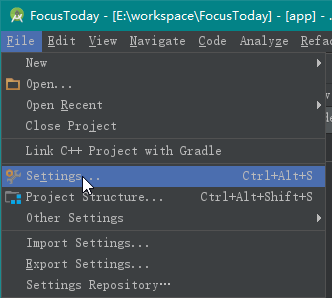 FocusToday - [E:\workspace\FocusToday] - [app] - .
File Edit View Navigate Code Analyze Refac
New
Open...
Open Recent
Close Project
Link C++ Project with Gradle
Settings... Ctrl+Alt+S
Project Structure... Ctrl+Alt+Shift+S
Other Settings
Import Settings...
Export Settings...
Settings Repository…